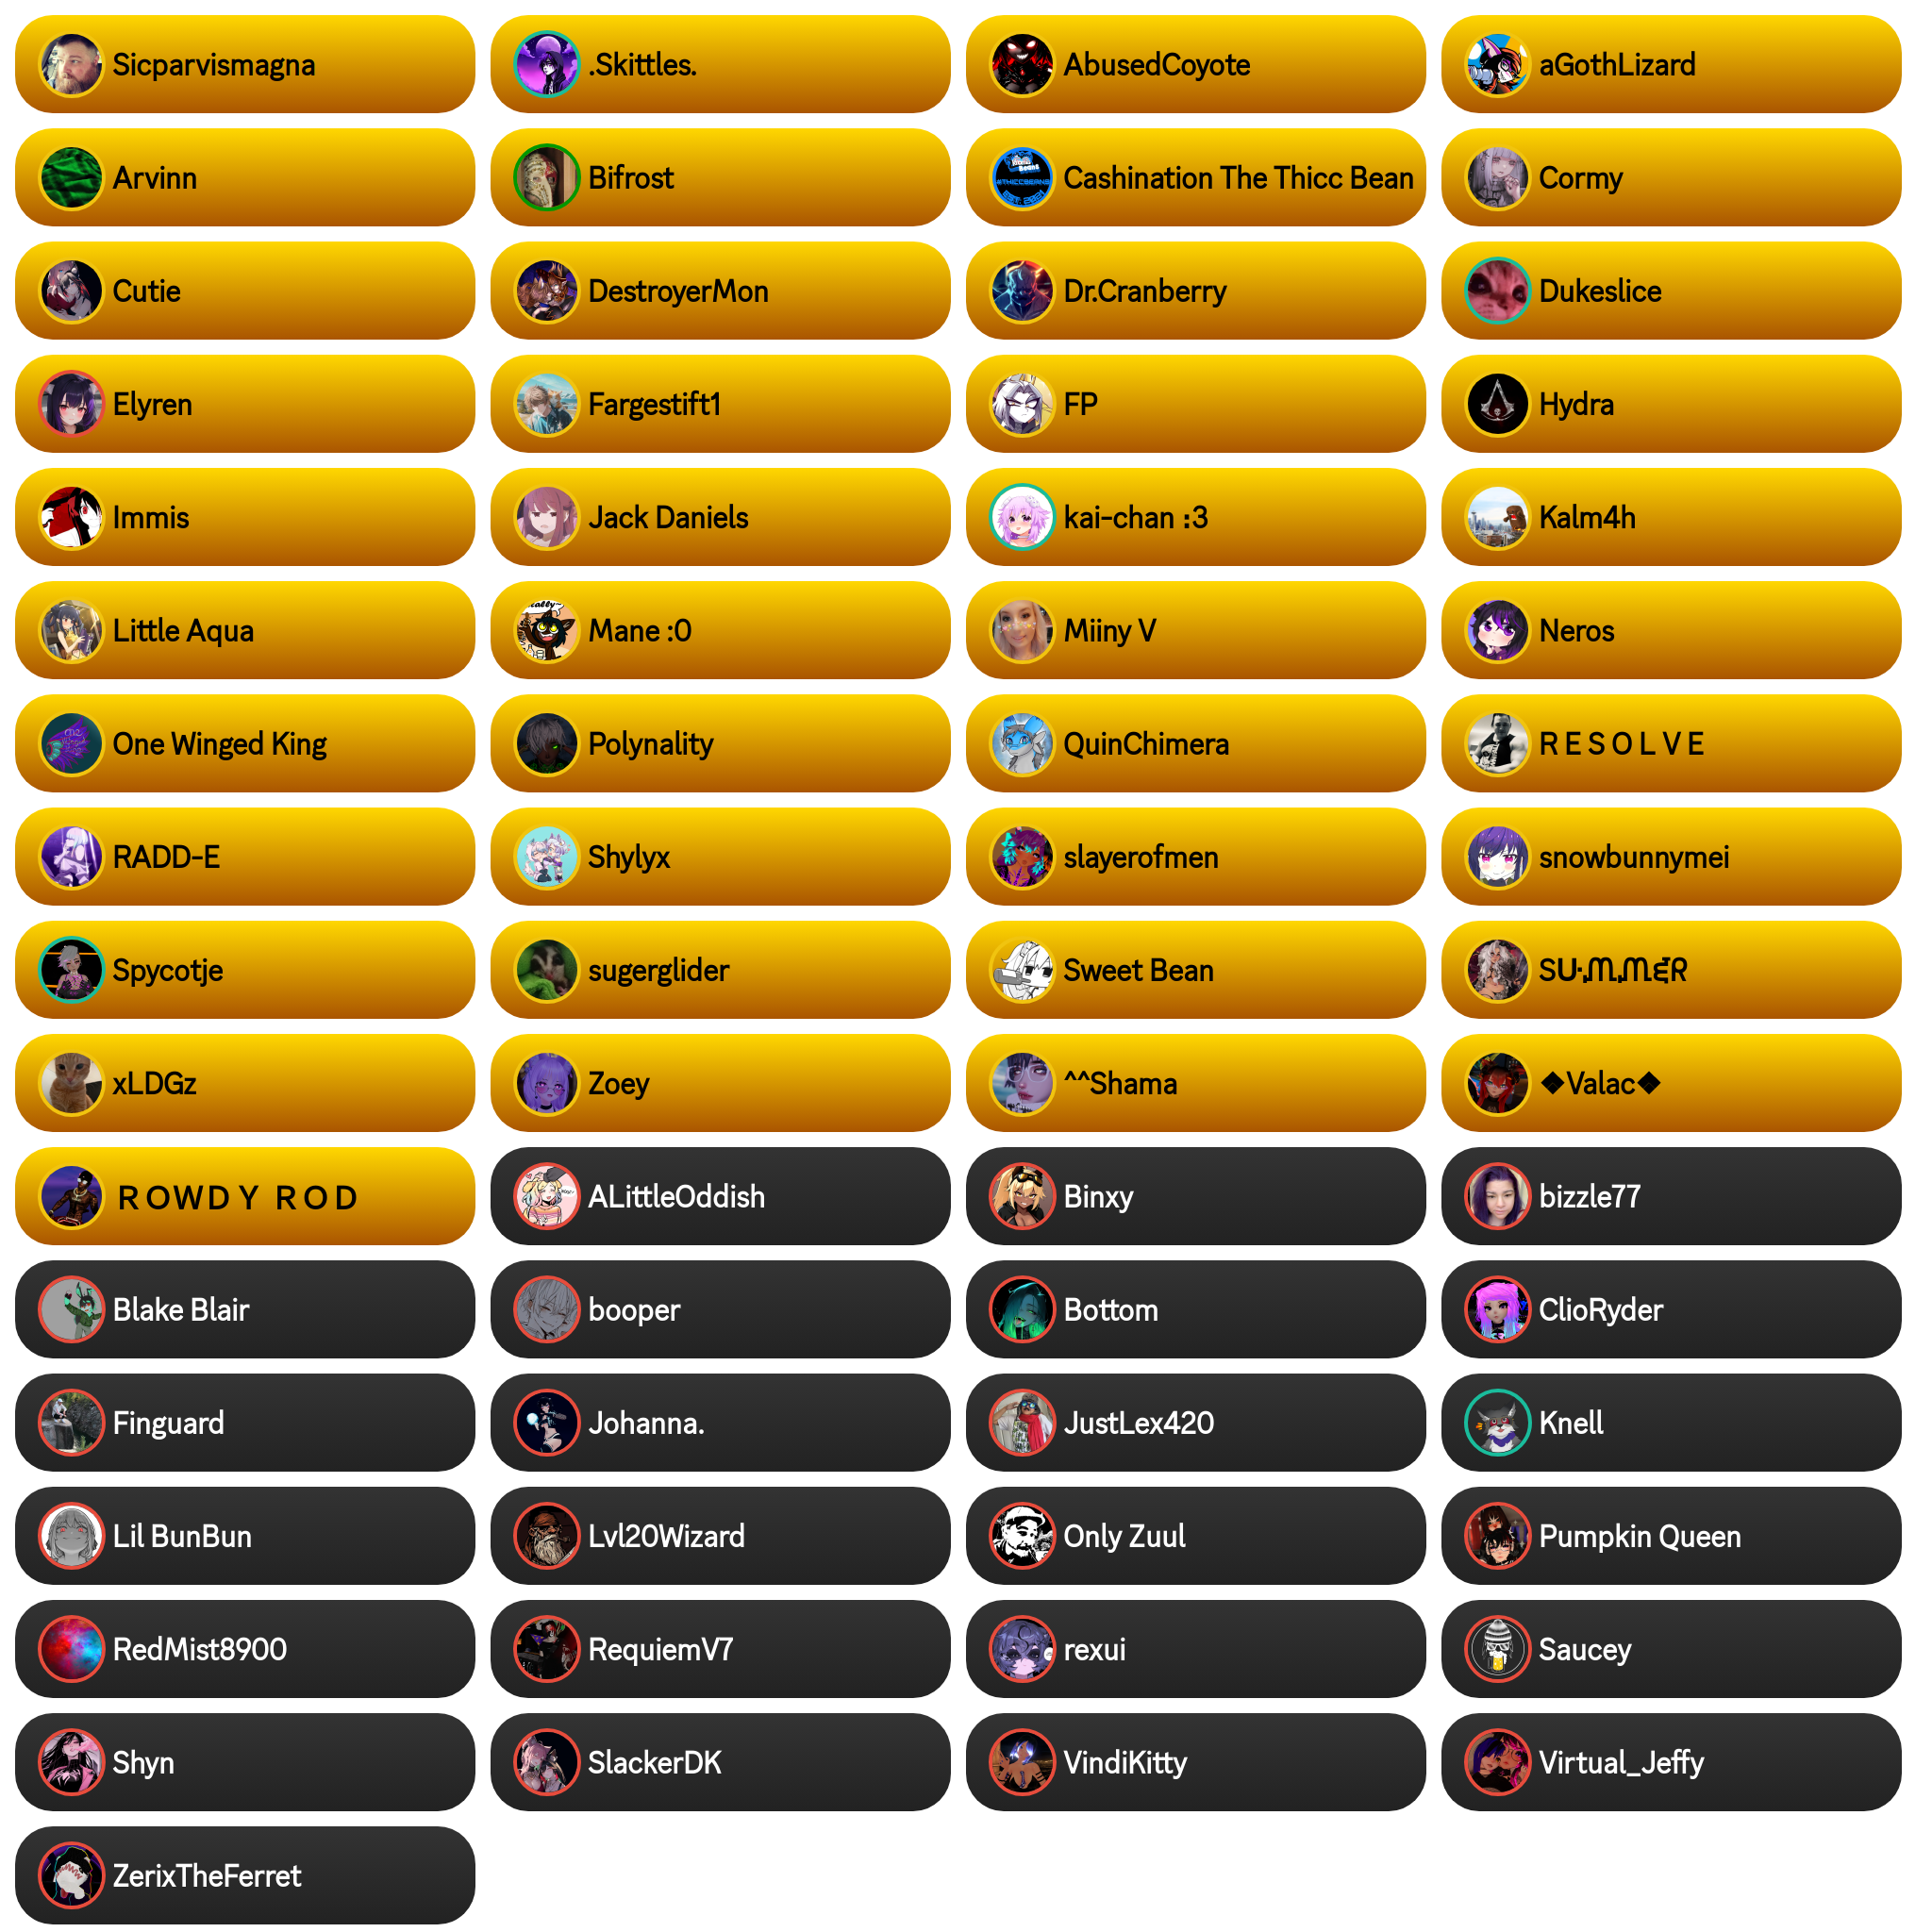 Sicparvismagna
.Skittles.
AbusedCoyote
aGothLizard
Arvinn
Bifrost
Cashination The Thicc Bean
Cormy
Cutie
DestroyerMon
Dr.Cranberry
Dukeslice
Elyren
Fargestift1
FP
Hydra
Immis
Jack Daniels
kai-chan :3
Kalm4h
Little Aqua
Mane :0
Miiny V
Neros
One Winged King
Polynality
QuinChimera
R E S O L V E
RADD-E
Shylyx
slayerofmen
snowbunnymei
Spycotje
sugerglider
Sweet Bean
xLDGz
Zoey
^^Shama
❖Valac❖
R O W D Y  R O D
ALittleOddish
Binxy
bizzle77
Blake Blair
booper
Bottom
ClioRyder
Finguard
Johanna.
JustLex420
Knell
Lil BunBun
Lvl20Wizard
Only Zuul
Pumpkin Queen
RedMist8900
RequiemV7
rexui
Saucey
Shyn
SlackerDK
VindiKitty
Virtual_Jeffy
ZerixTheFerret